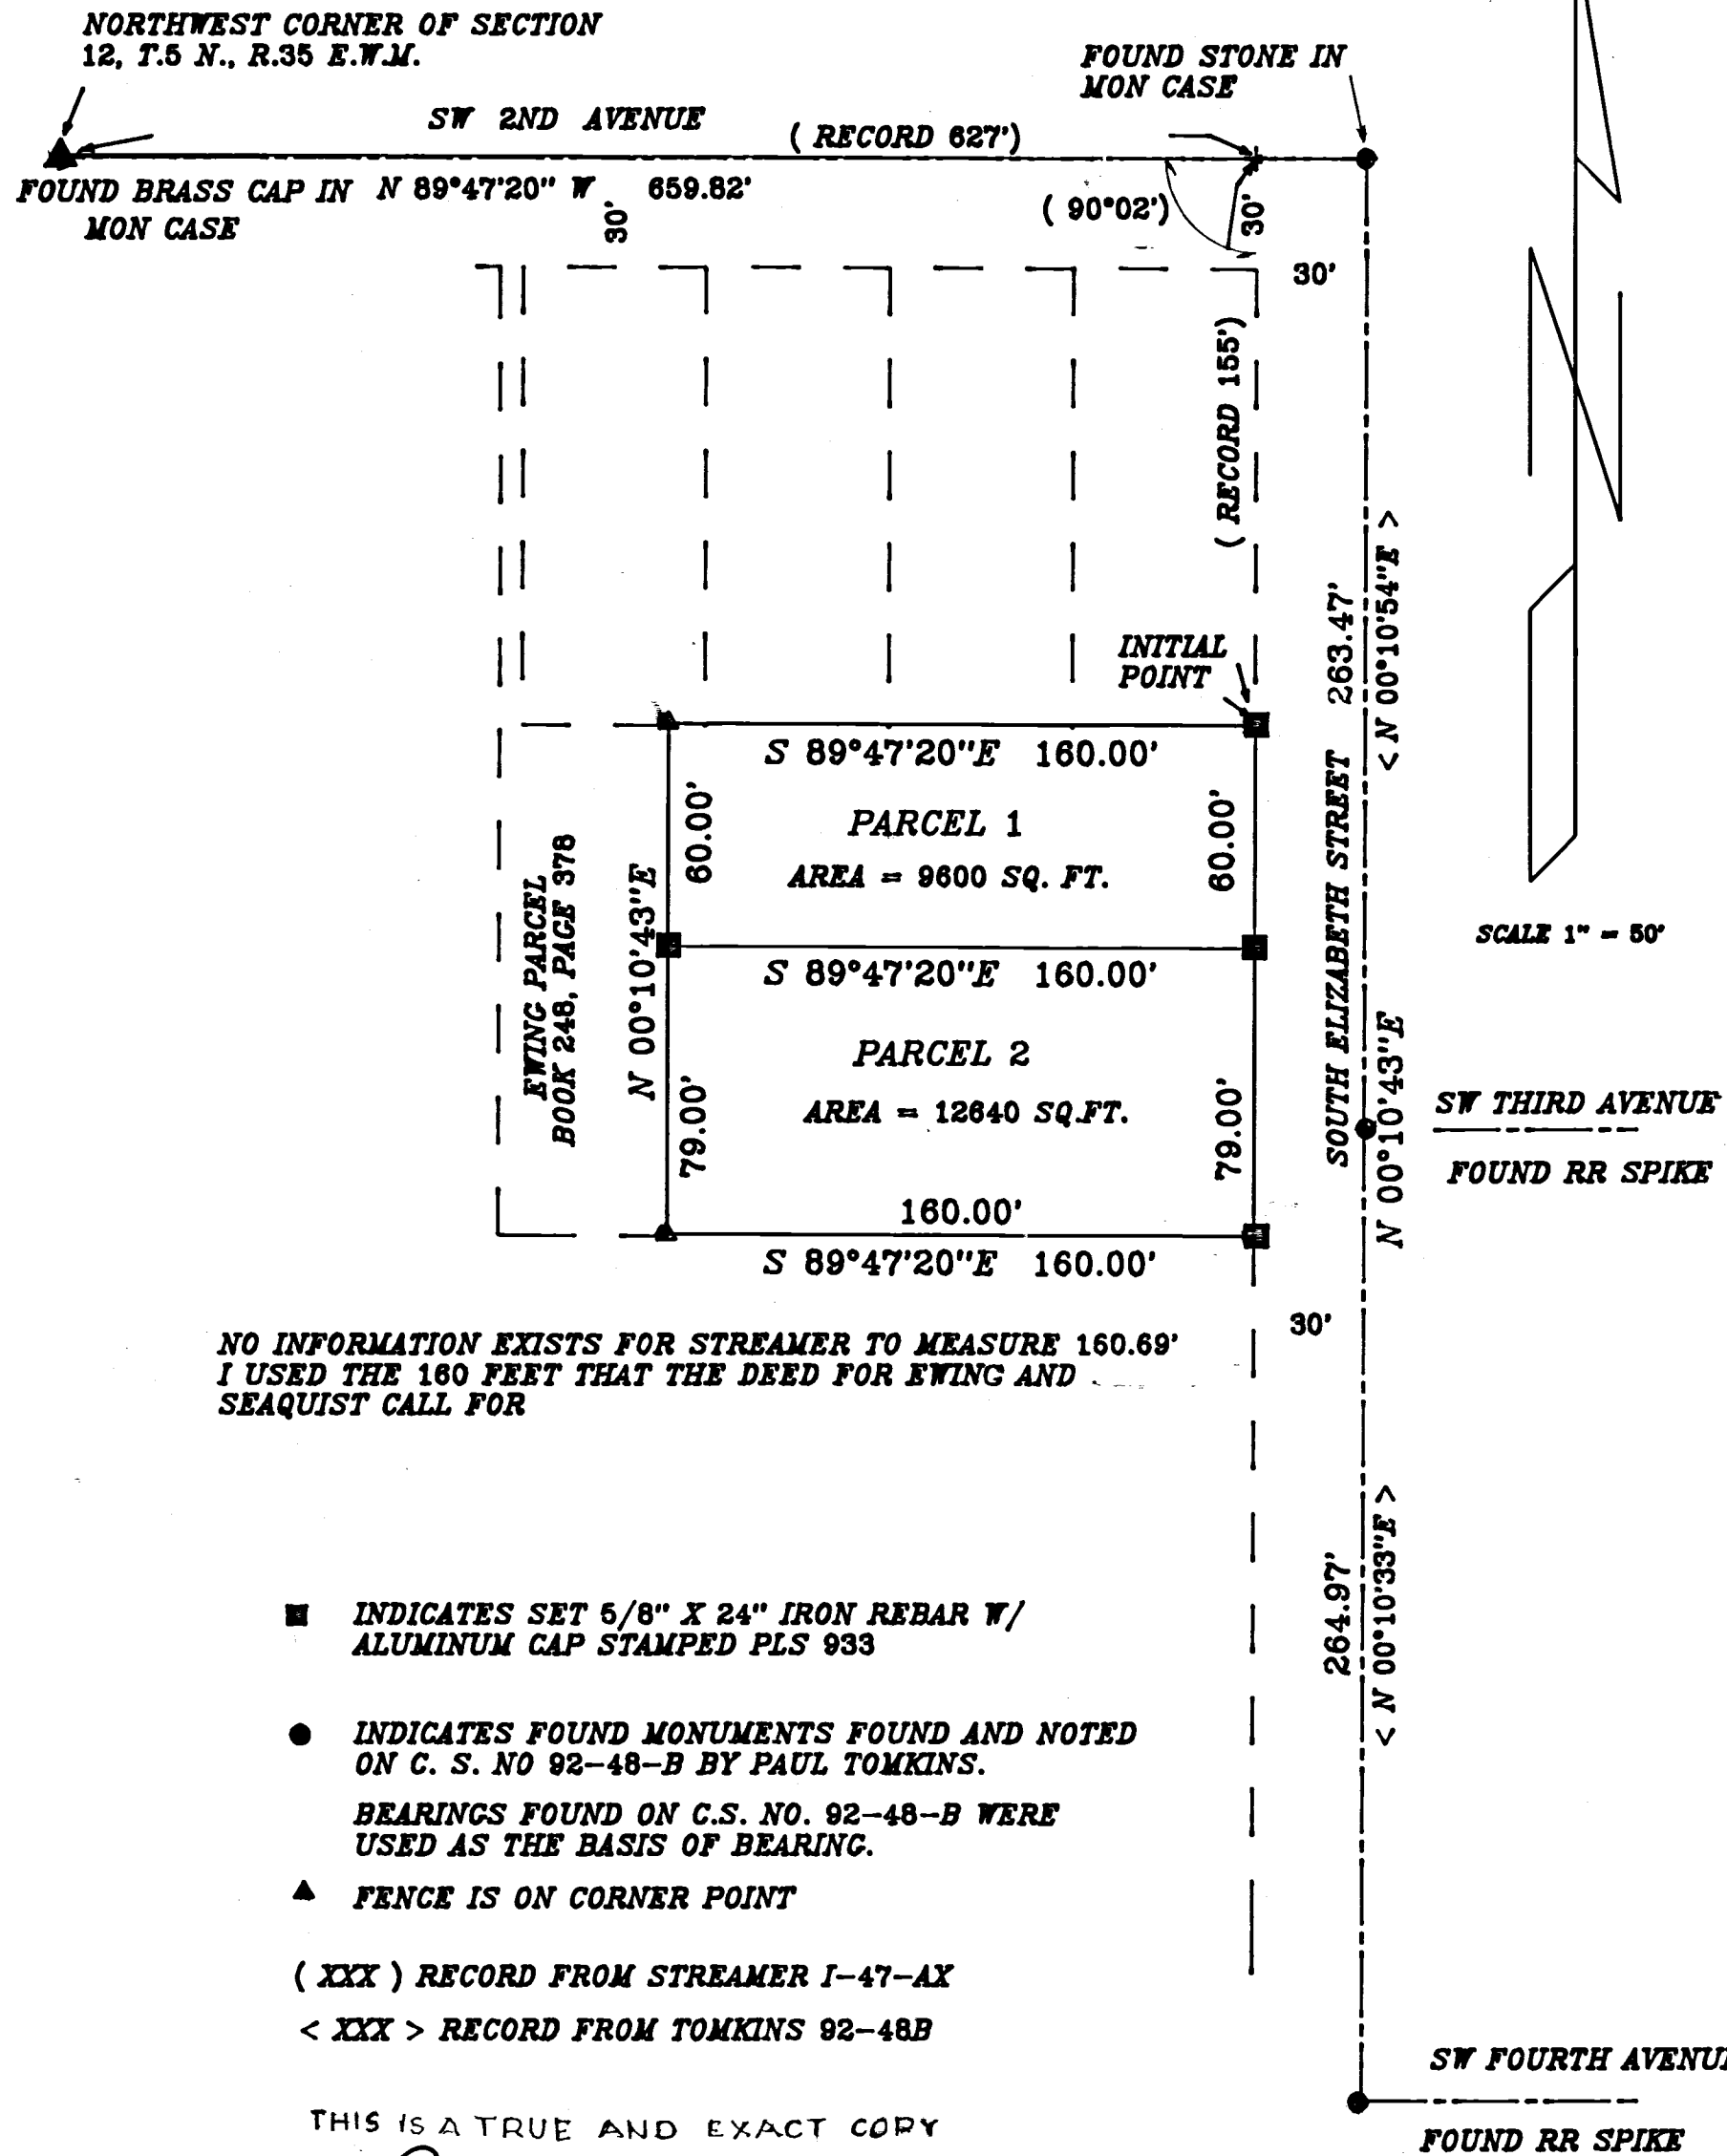 NORTHWEST CORNER OF SECTION
12, T.5 N., R.35 E.W.M.
FOUND STONE IN
MON CASE
SW 2ND AVENUE
( RECORD 627')
FOUND BRASS CAP IN
MON CASE
N 89°47'20" W 659.82'
30'
( 90°02')
30'
30'
( RECORD 155')
INITIAL
POINT
263.47'
< N 00°10'54"E >
S 89°47'20"E 160.00'
60.00'
PARCEL 1
60.00'
AREA = 9600 SQ. FT.
EWING PARCEL
BOOK 248, PAGE 378
N 00°10'43"E
SOUTH ELIZABETH STREET
SCALE 1" = 50'
S 89°47'20"E 160.00'
PARCEL 2
79.00'
AREA = 12640 SQ.FT.
79.00'
N 00°10'43"E
SW THIRD AVENUE
FOUND RR SPIKE
160.00'
S 89°47'20"E 160.00'
30'
NO INFORMATION EXISTS FOR STREAMER TO MEASURE 160.69'
I USED THE 160 FEET THAT THE DEED FOR EWING AND
SEAQUIST CALL FOR
264.97'
< N 00°10'33"E >
INDICATES SET 5/8" X 24" IRON REBAR W/
ALUMINUM CAP STAMPED PLS 933
INDICATES FOUND MONUMENTS FOUND AND NOTED
ON C. S. NO 92-48-B BY PAUL TOMKINS.
BEARINGS FOUND ON C.S. NO. 92-48-B WERE
USED AS THE BASIS OF BEARING.
FENCE IS ON CORNER POINT
( XXX ) RECORD FROM STREAMER I-47-AX
< XXX > RECORD FROM TOMKINS 92-48B
SW FOURTH AVENUE
FOUND RR SPIKE
THIS IS A TRUE AND EXACT COPY